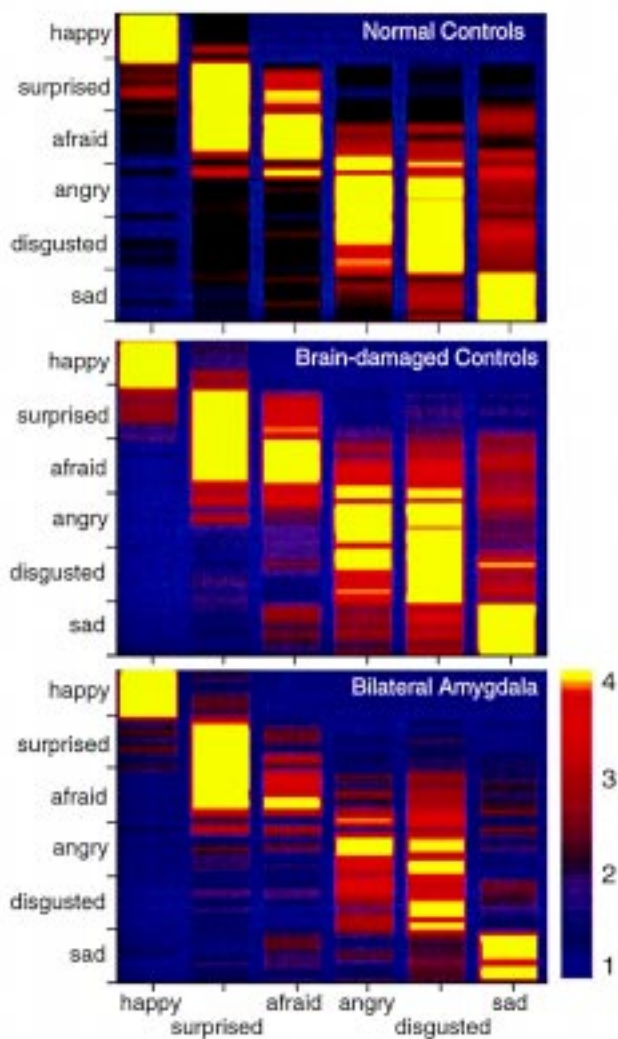 Normal Controls
happy
surprised
afraid
angry
disgusted
sad
Brain-damaged Controls
happy
surprised
afraid
angry
disgusted
sad
Bilateral Amygdala
happy
surprised
afraid
angry
disgusted
sad
4
3
2
1
happy afraid angry sad
surprised disgusted